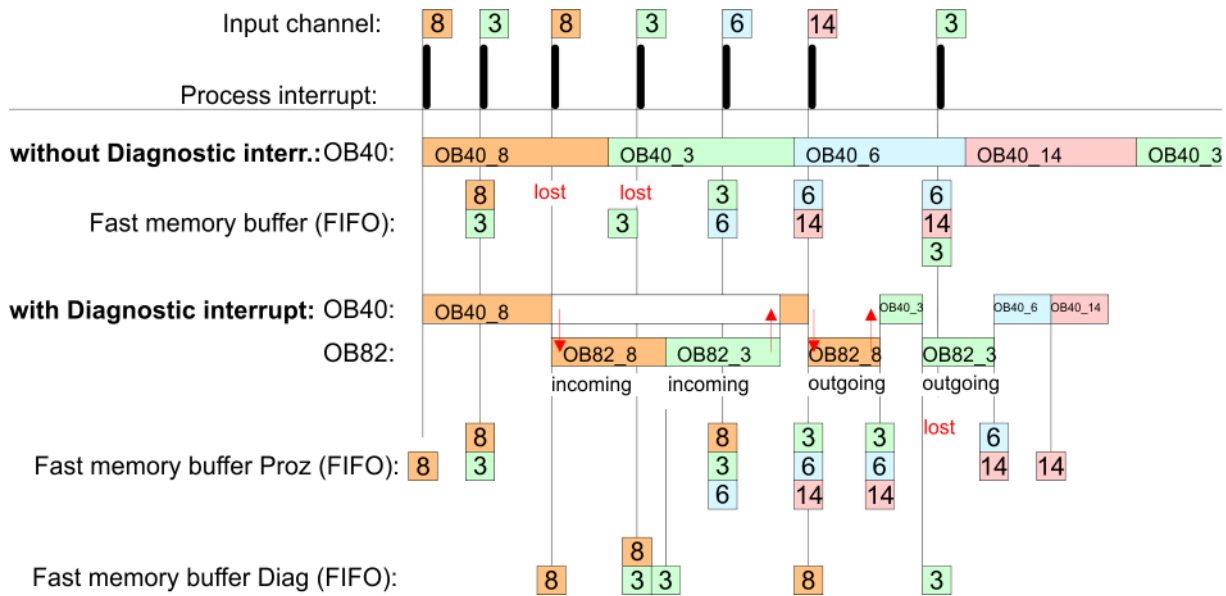 Input channel: 8 3 8 3 6 14 3
Process interrupt:
without Diagnostic interr.: OB40: OB40_8 OB40_3 OB40_6 OB40_14 OB40_3
8 lost lost 3 6 6
Fast memory buffer (FIFO): 3 3 6 14 14
3
with Diagnostic interrupt: OB40: OB40_8 OB40_3 OB40_6 OB40_14
OB82: OB82_8 OB82_3 OB82_8 OB82_3
incoming incoming outgoing outgoing
8 8 3 3 lost 6
Fast memory buffer Proz (FIFO): 8 3 3 6 6 14 14
6 14 14
8
Fast memory buffer Diag (FIFO): 8 3 3 8 3